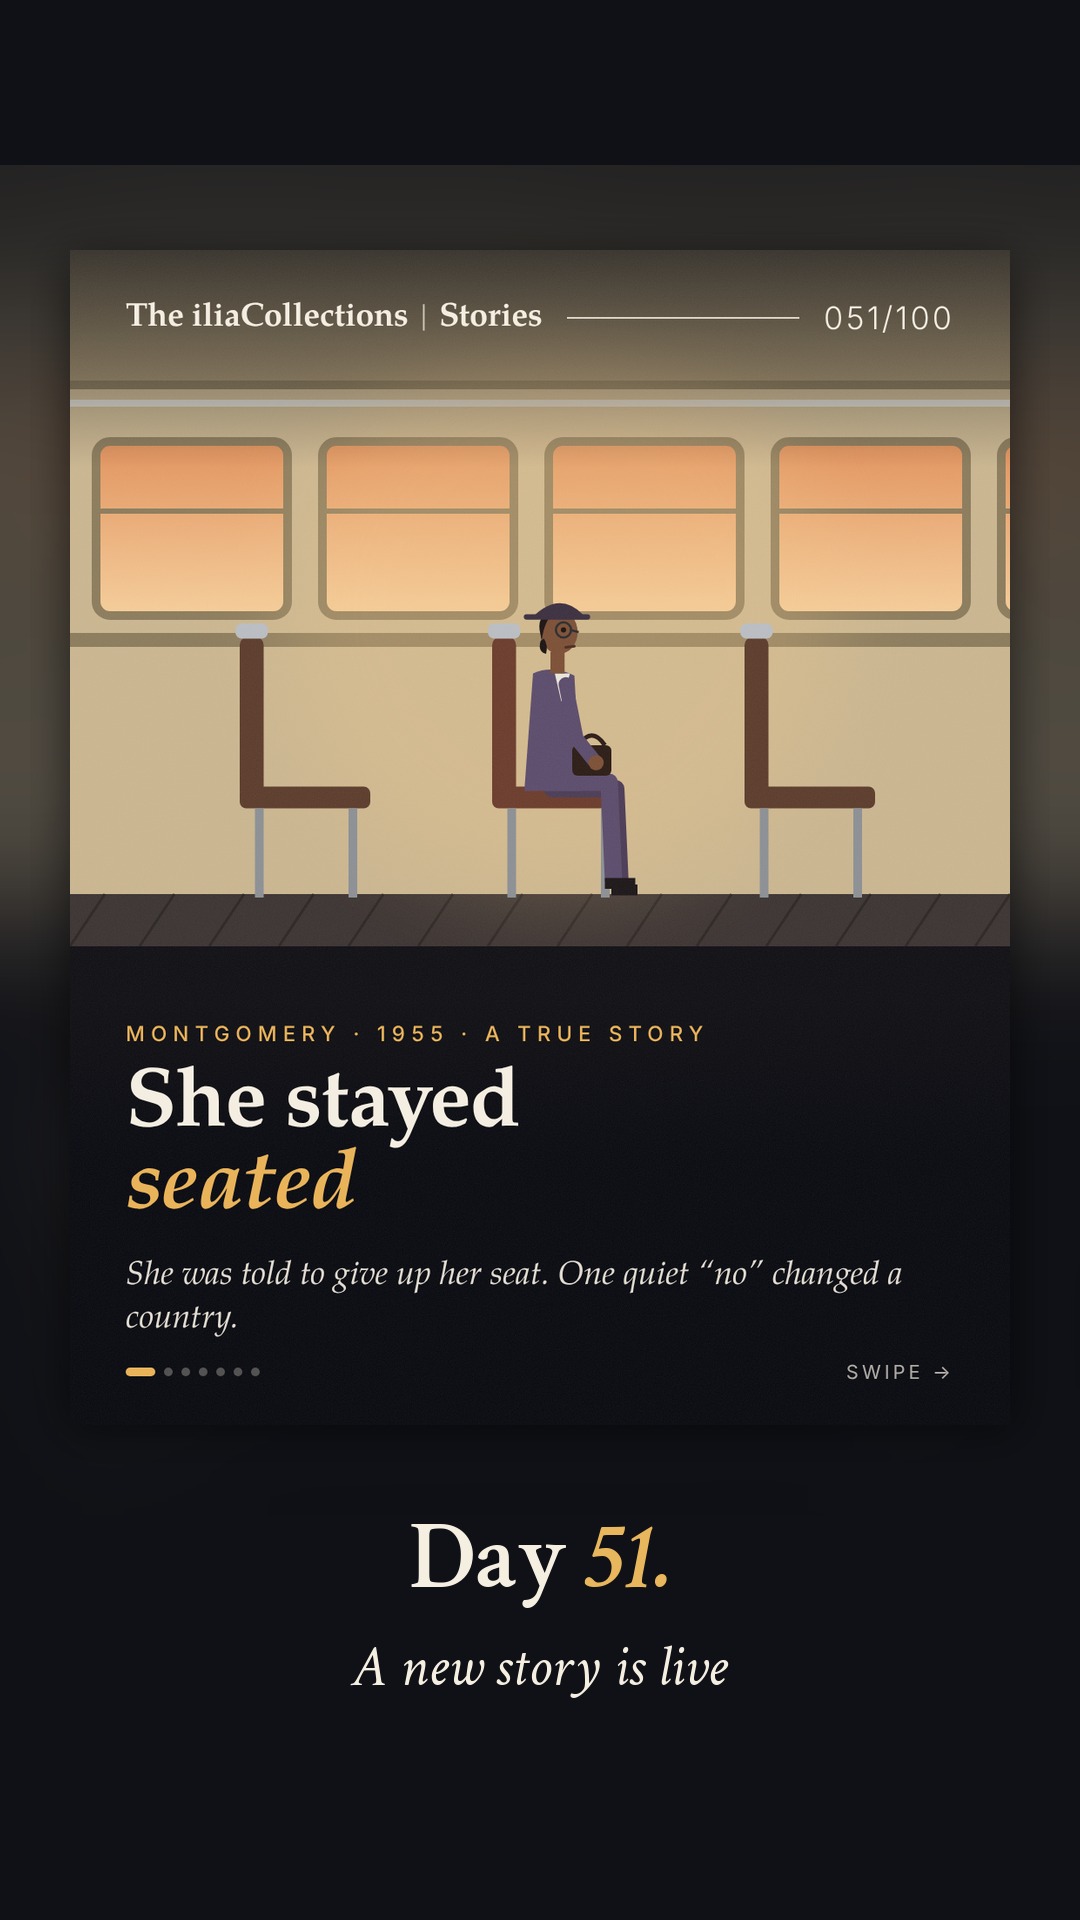 The iliaCollections | Stories 051/100
MONTGOMERY · 1955 · A TRUE STORY
She stayed
seated
She was told to give up her seat. One quiet “no” changed a
country.
SWIPE →
Day 51.
A new story is live